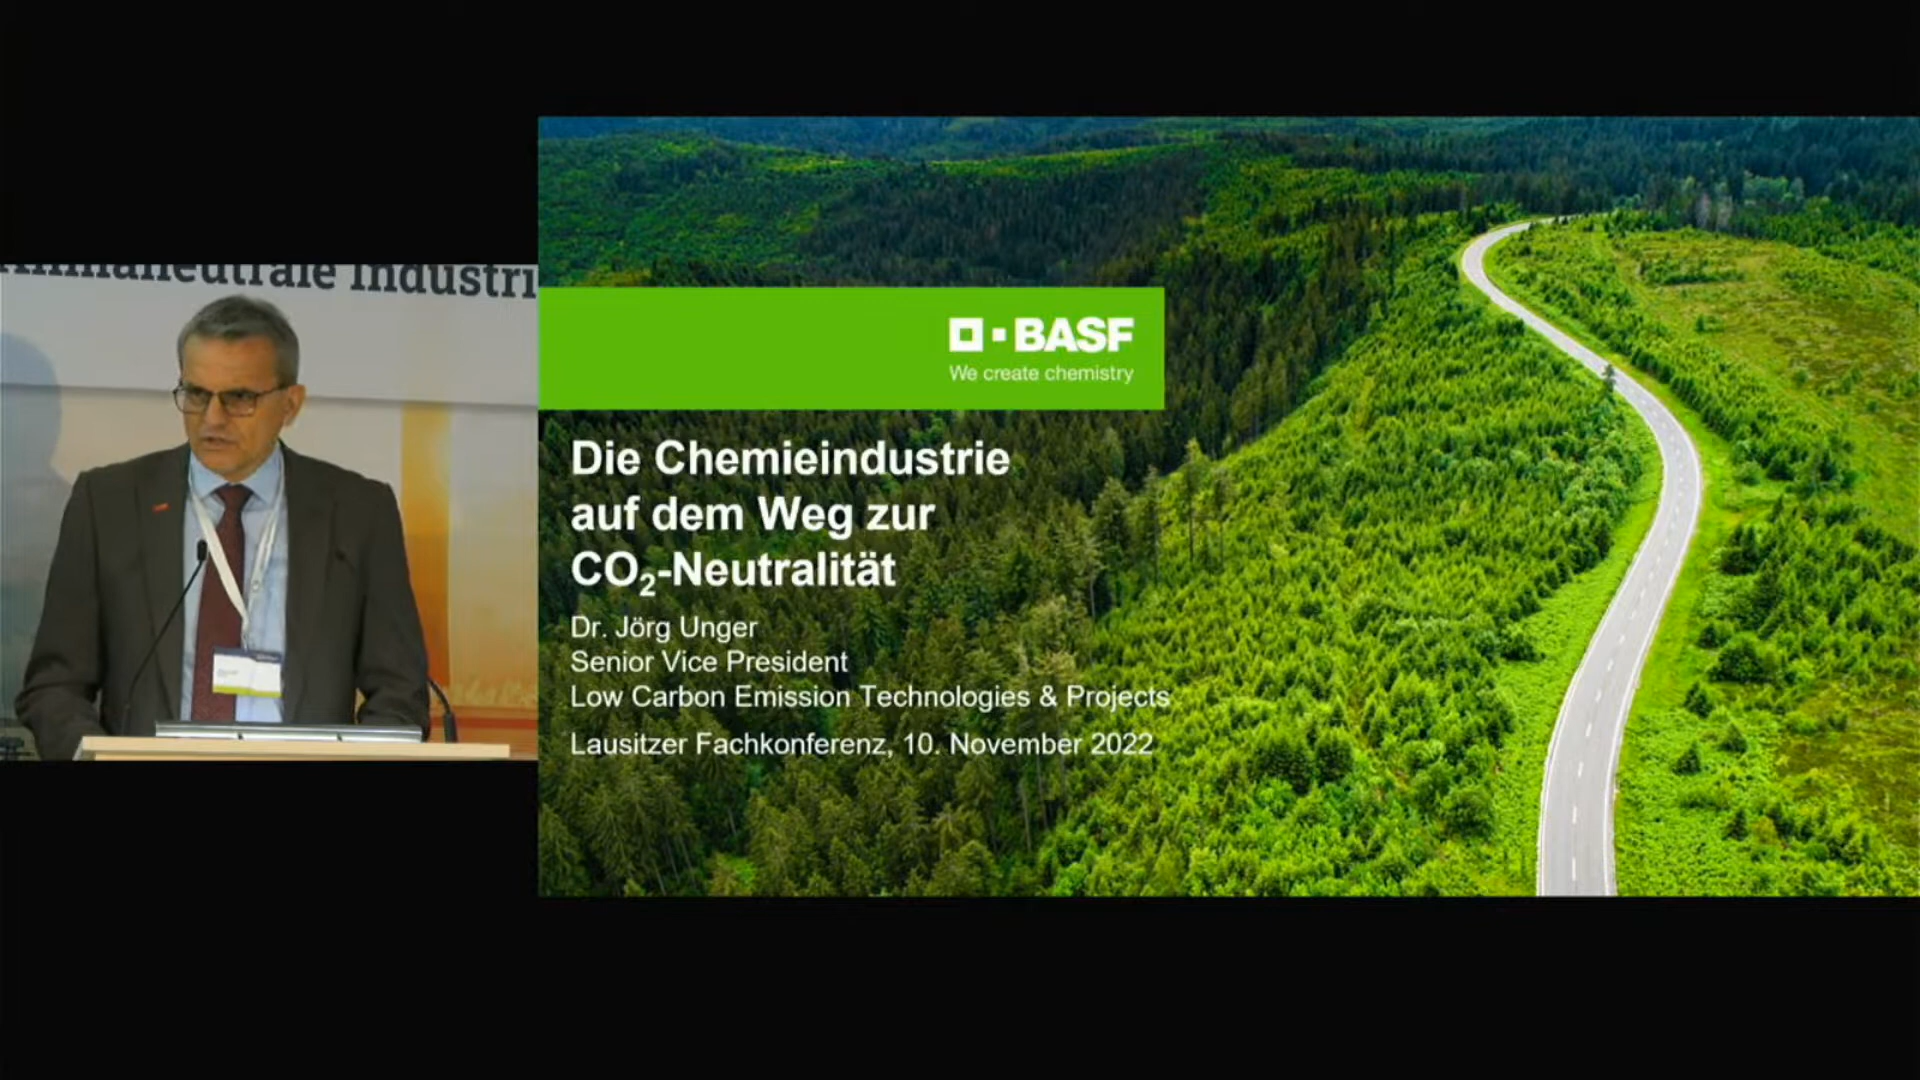 Industri
BASF
We create chemistry
Die Chemieindustrie
auf dem Weg zur
CO₂-Neutralität
Dr. Jörg Unger
Senior Vice President
Low Carbon Emission Technologies & Projects
Lausitzer Fachkonferenz, 10. November 2022